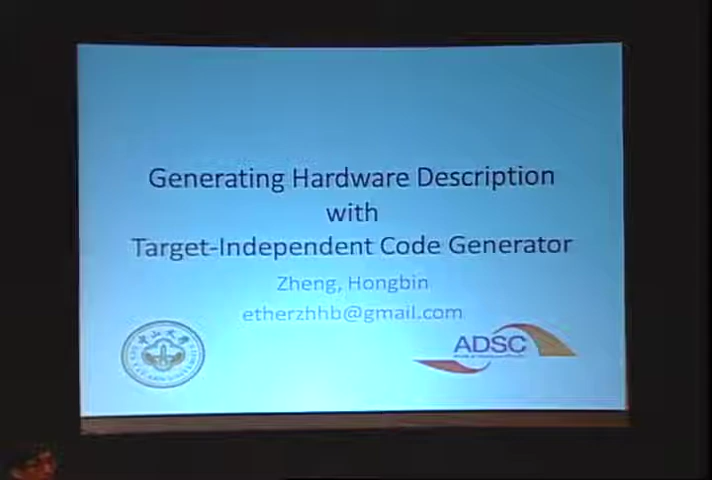 Generating Hardware Description
with
Target-Independent Code Generator
Zheng, Hongbin
etherzhhb@gmail.com
ADSC